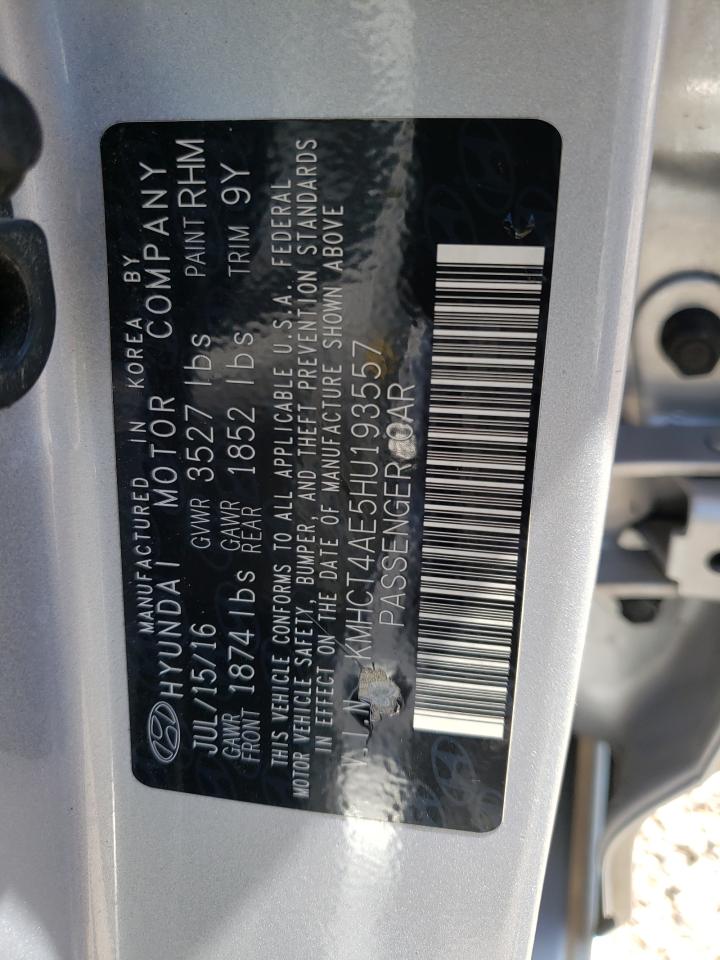 MANUFACTURED IN KOREA BY
HYUNDAI MOTOR COMPANY
JUL/15/16 GVWR 3527 lbs PAINT RHM
GAWR FRONT 1874 lbs GAWR REAR 1852 lbs TRIM 9Y
THIS VEHICLE CONFORMS TO ALL APPLICABLE U.S.A. FEDERAL
MOTOR VEHICLE SAFETY, BUMPER, AND THEFT PREVENTION STANDARDS
IN EFFECT ON THE DATE OF MANUFACTURE SHOWN ABOVE
V.I.N KMHCT4AE5HU193557
PASSENGER CAR